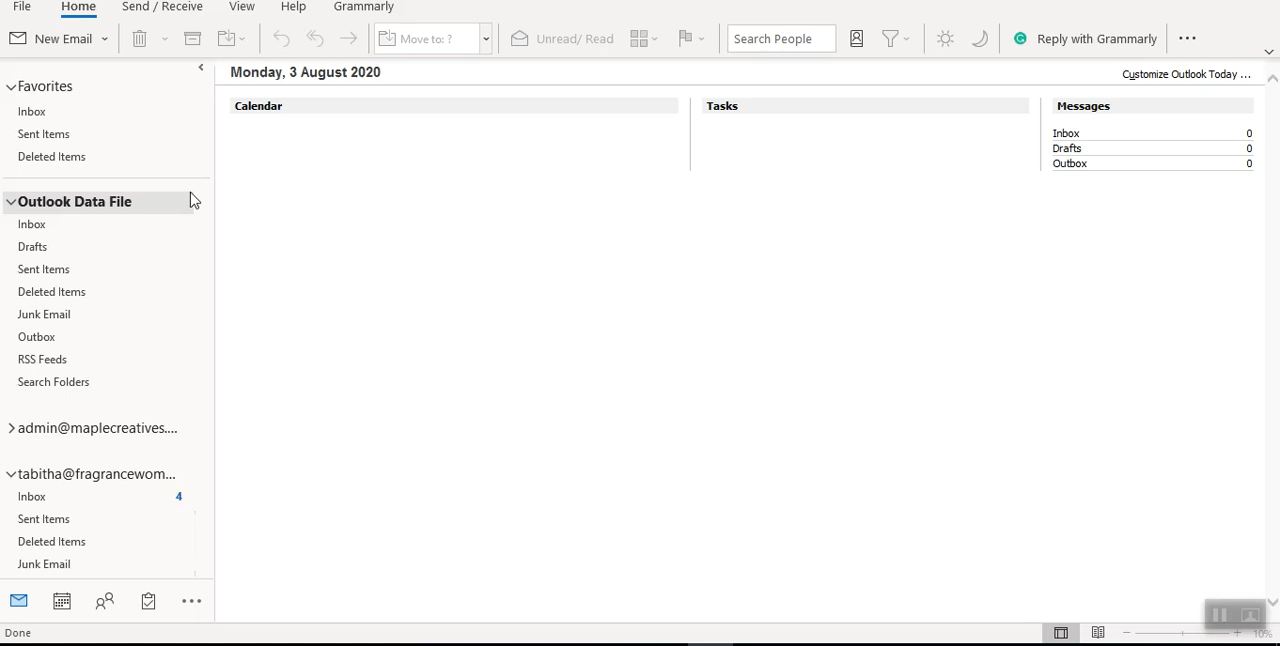 File Home Send / Receive View Help Grammarly
New Email Move to: ? Unread/ Read Search People Reply with Grammarly
Favorites
Inbox
Sent Items
Deleted Items
Outlook Data File
Inbox
Drafts
Sent Items
Deleted Items
Junk Email
Outbox
RSS Feeds
Search Folders
admin@maplecreatives....
tabitha@fragrancewom...
Inbox 4
Sent Items
Deleted Items
Junk Email
Monday, 3 August 2020
Customize Outlook Today ...
Calendar Tasks Messages
Inbox 0
Drafts 0
Outbox 0
Done 10%